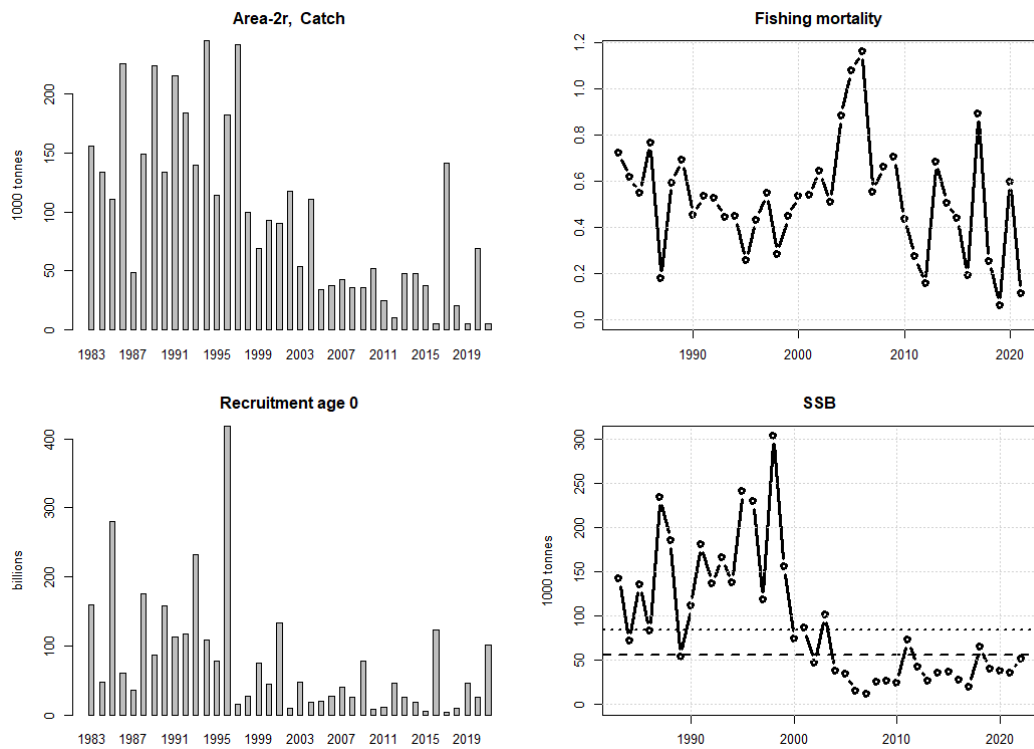 Area-2r, Catch
1000 tonnes
0
50
100
150
200
1983 1987 1991 1995 1999 2003 2007 2011 2015 2019
Fishing mortality
0.0
0.2
0.4
0.6
0.8
1.0
1.2
1990 2000 2010 2020
Recruitment age 0
billions
0
100
200
300
400
1983 1987 1991 1995 1999 2003 2007 2011 2015 2019
SSB
1000 tonnes
0
50
100
150
200
250
300
1990 2000 2010 2020